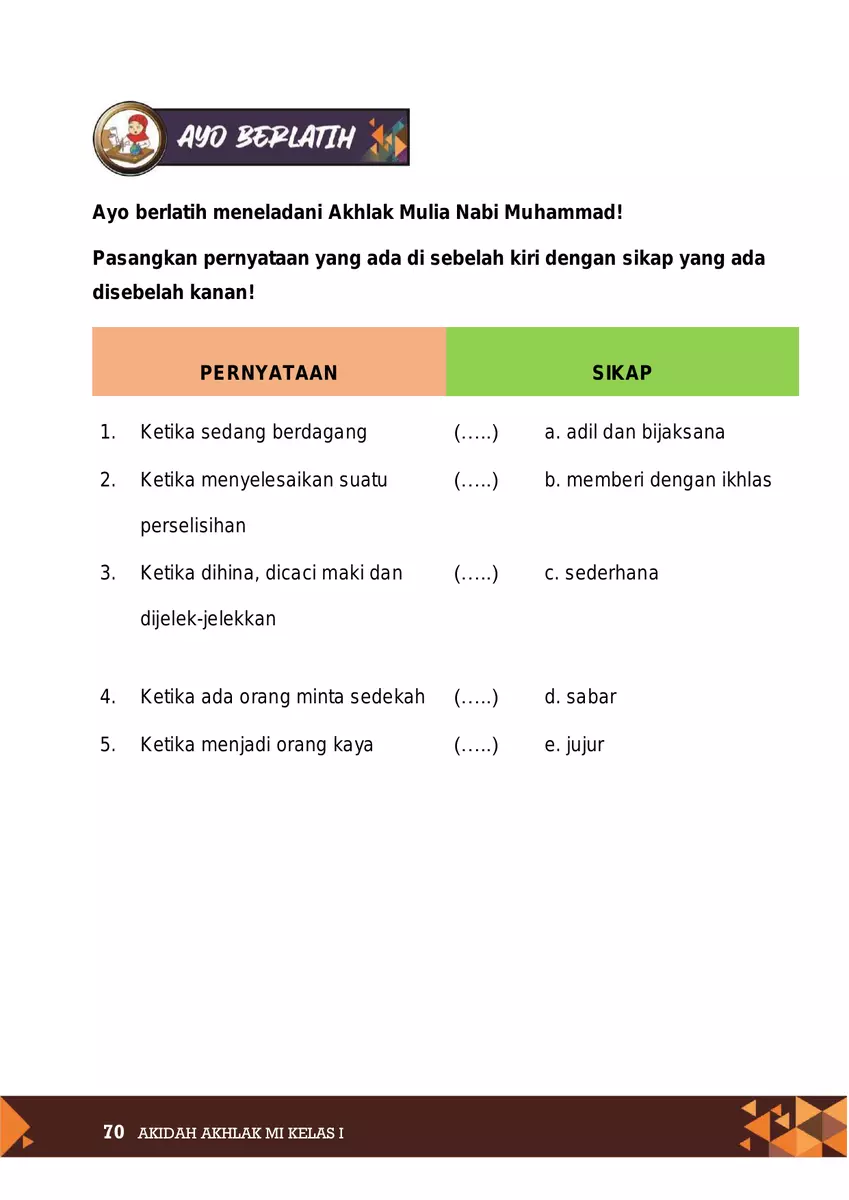 AYO BERLATIH
Ayo berlatih meneladani Akhlak Mulia Nabi Muhammad!
Pasangkan pernyataan yang ada di sebelah kiri dengan sikap yang ada
disebelah kanan!
PERNYATAAN SIKAP
1. Ketika sedang berdagang (.....) a. adil dan bijaksana
2. Ketika menyelesaikan suatu (.....) b. memberi dengan ikhlas
perselisihan
3. Ketika dihina, dicaci maki dan (.....) c. sederhana
dijelek-jelekkan
4. Ketika ada orang minta sedekah (.....) d. sabar
5. Ketika menjadi orang kaya (.....) e. jujur
70 AKIDAH AKHLAK MI KELAS I